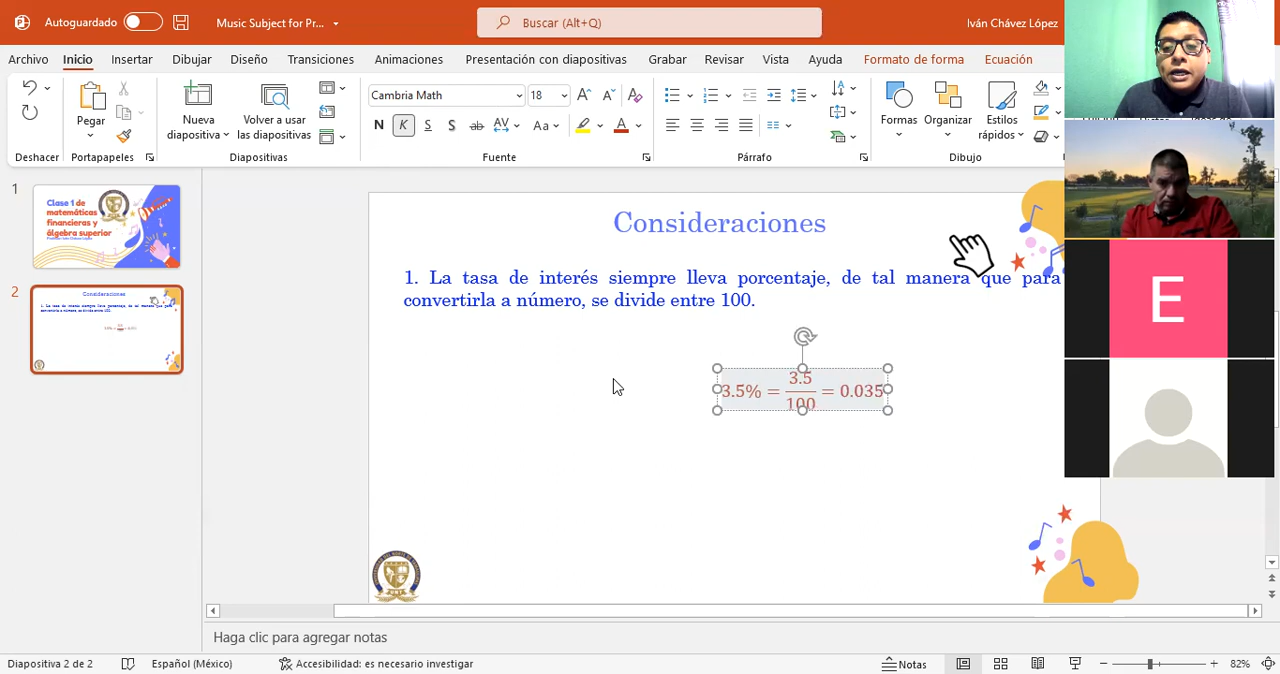 Autoguardado
Music Subject for Pr...
Buscar (Alt+Q)
Iván Chávez López
Archivo Inicio Insertar Dibujar Diseño Transiciones Animaciones Presentación con diapositivas Grabar Revisar Vista Ayuda Formato de forma Ecuación
Pegar
Nueva diapositiva
Volver a usar las diapositivas
Cambria Math 18
N K S S ab AV Aa A
Formas Organizar Estilos rápidos
Deshacer Portapapeles Diapositivas Fuente Párrafo Dibujo
1
Clase 1 de
matemáticas
financieras y
álgebra superior
2
Consideraciones
1. La tasa de interés siempre lleva porcentaje, de tal manera que para
convertirla a número, se divide entre 100.
3.5% = 3.5/100 = 0.035
E
Haga clic para agregar notas
Diapositiva 2 de 2 Español (México) Accesibilidad: es necesario investigar Notas 82%